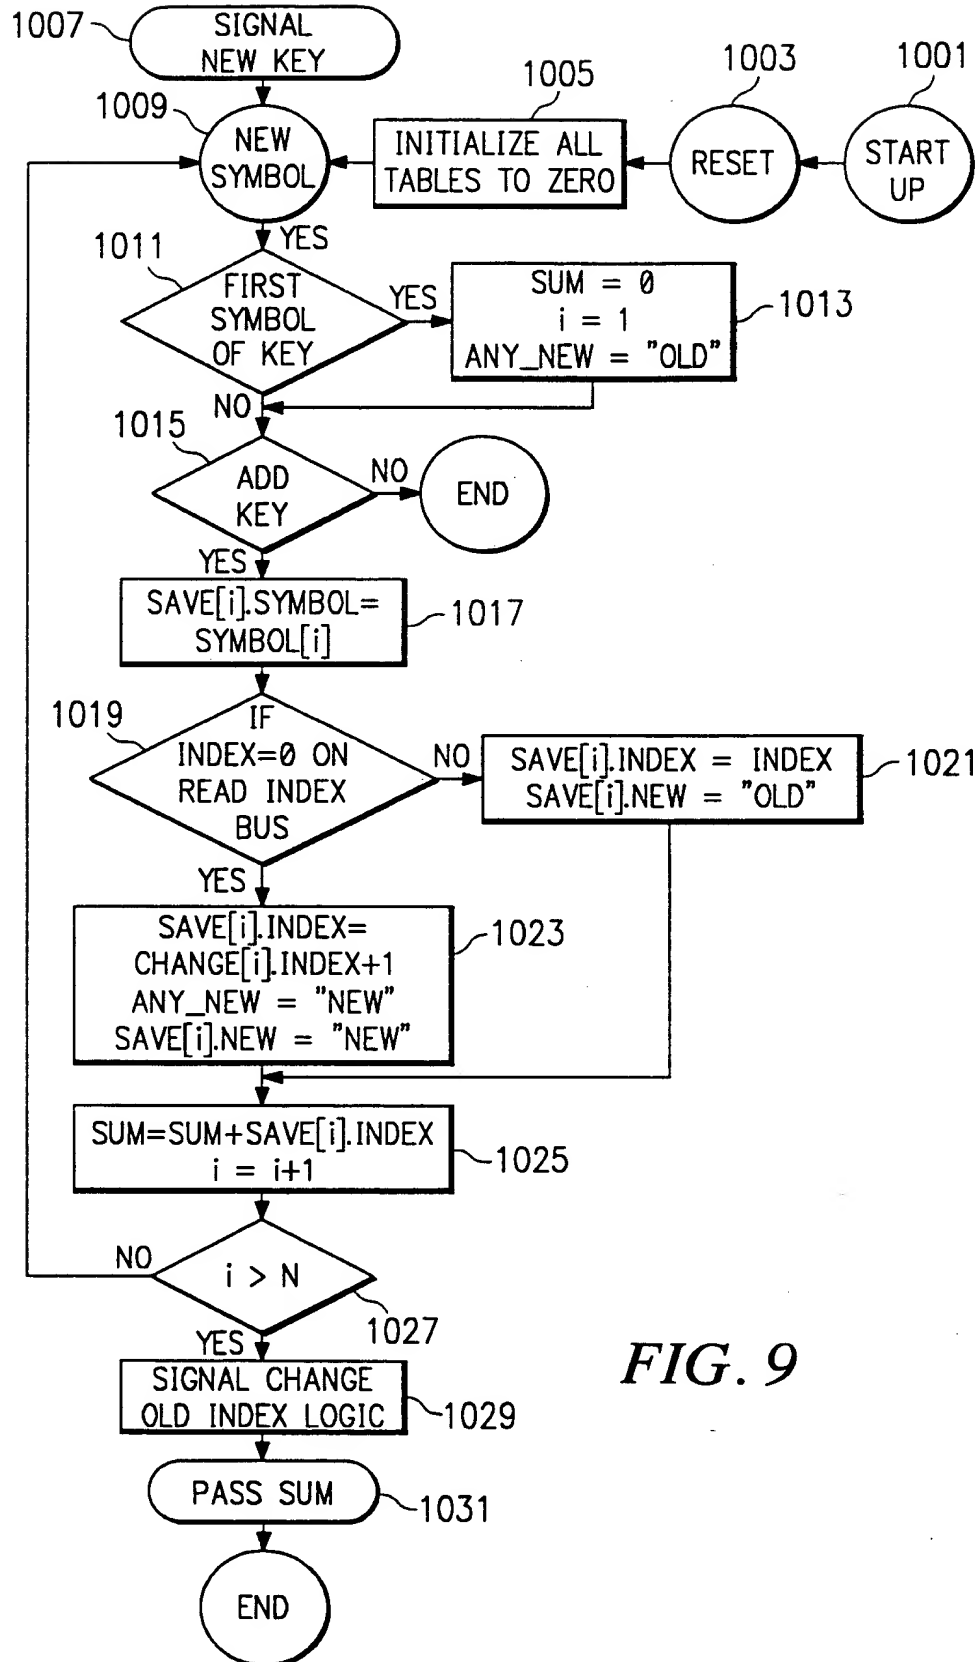 1007
SIGNAL
NEW KEY
1009
NEW
SYMBOL
1005
INITIALIZE ALL
TABLES TO ZERO
1003
RESET
1001
START
UP
YES
1011
FIRST
SYMBOL
OF KEY
YES
SUM = 0
i = 1
ANY_NEW = "OLD"
1013
NO
1015
ADD
KEY
NO
END
YES
SAVE[i].SYMBOL=
SYMBOL[i]
1017
1019
IF
INDEX=0 ON
READ INDEX
BUS
NO
SAVE[i].INDEX = INDEX
SAVE[i].NEW = "OLD"
1021
YES
SAVE[i].INDEX=
CHANGE[i].INDEX+1
ANY_NEW = "NEW"
SAVE[i].NEW = "NEW"
1023
SUM=SUM+SAVE[i].INDEX
i = i+1
1025
NO
i > N
1027
YES
SIGNAL CHANGE
OLD INDEX LOGIC
1029
PASS SUM
1031
END
FIG. 9